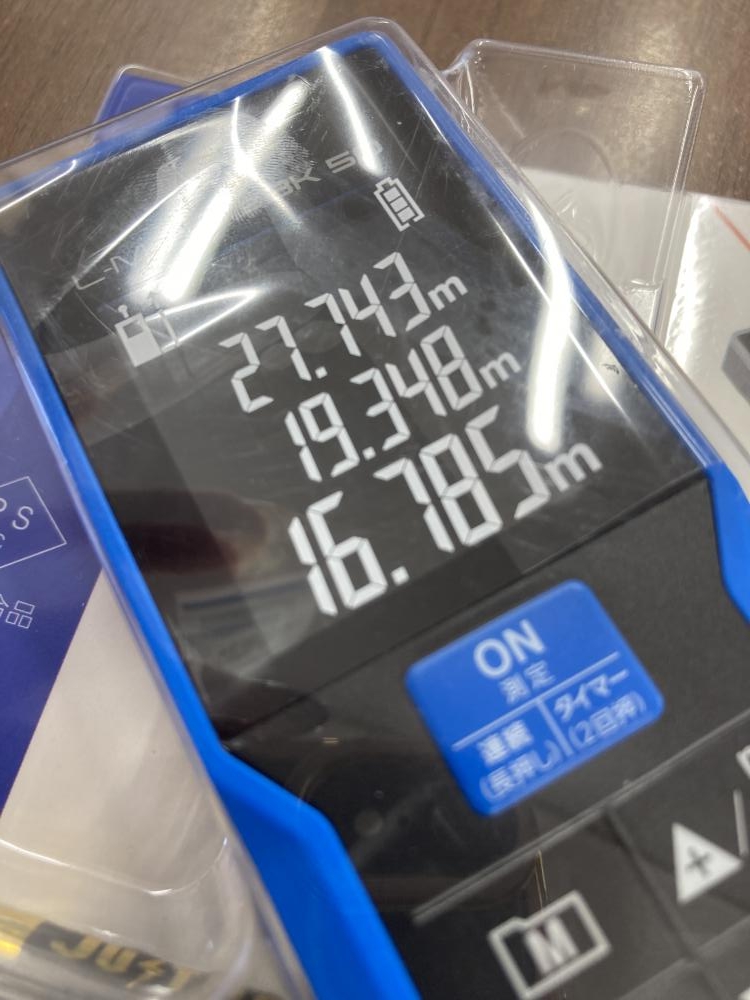 27.743m
19.348m
16.785m
ON
測定
連続
(長押し)
タイマー
(2回押)
M
+
JUST